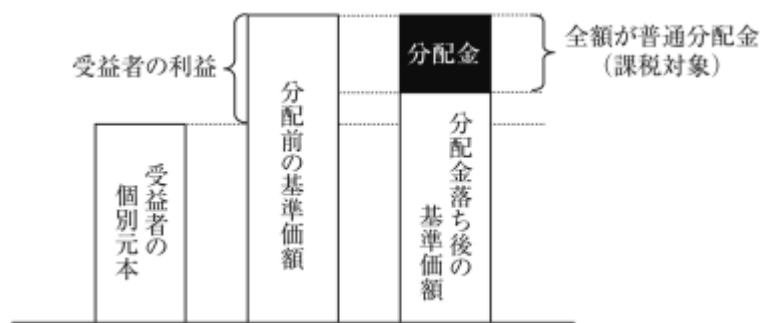 受益者の利益
受益者の
個別元本
分配前の基準価額
分配金
分配金落ち後の
基準価額
全額が普通分配金
(課税対象)